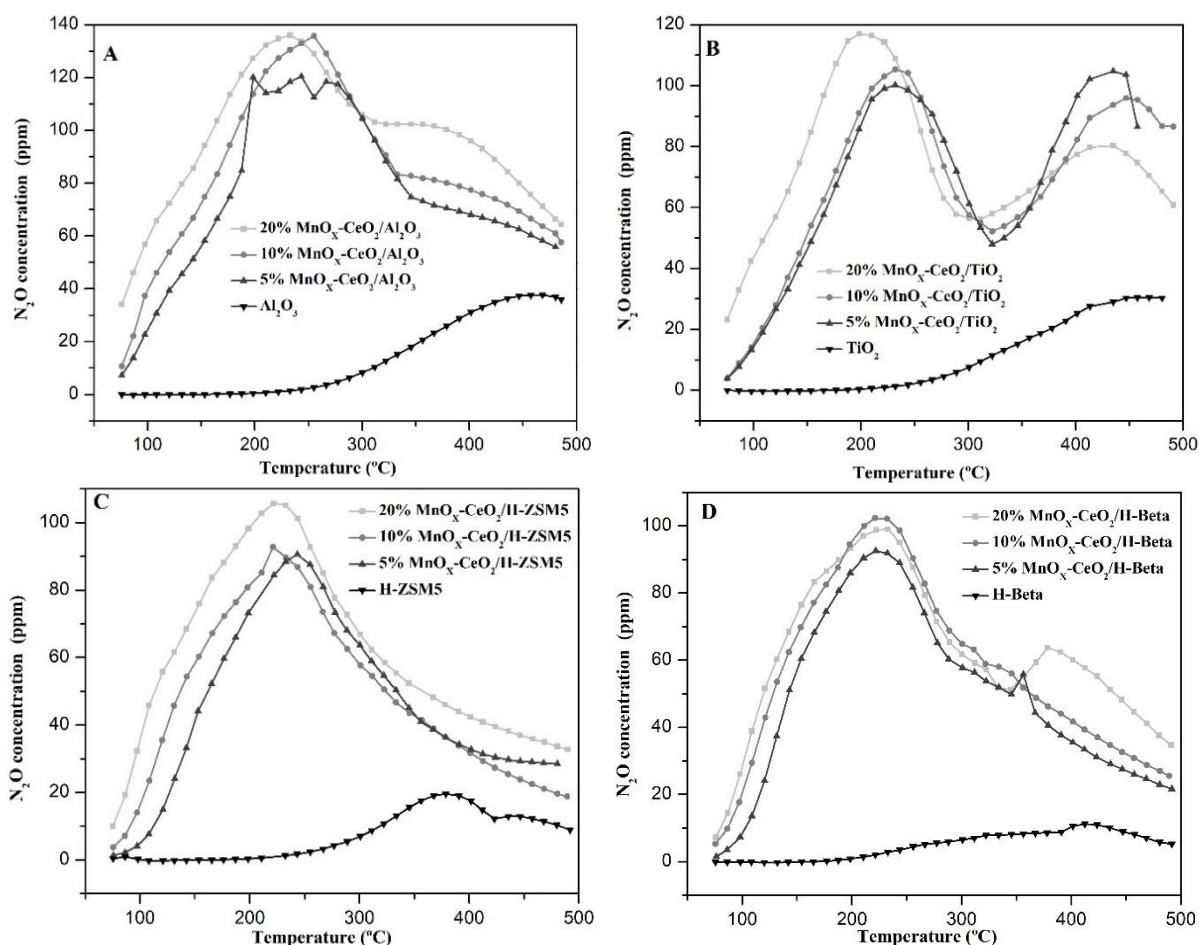 A
N₂O concentration (ppm)
140
120
100
80
60
40
20
0
20% MnOₓ-CeO₂/Al₂O₃
10% MnOₓ-CeO₂/Al₂O₃
5% MnOₓ-CeO₂/Al₂O₃
Al₂O₃
100 200 300 400 500
Temperature (ºC)
B
N₂O concentration (ppm)
120
100
80
60
40
20
0
20% MnOₓ-CeO₂/TiO₂
10% MnOₓ-CeO₂/TiO₂
5% MnOₓ-CeO₂/TiO₂
TiO₂
100 200 300 400 500
Temperature (ºC)
C
N₂O concentration (ppm)
100
80
60
40
20
0
20% MnOₓ-CeO₂/H-ZSM5
10% MnOₓ-CeO₂/H-ZSM5
5% MnOₓ-CeO₂/H-ZSM5
H-ZSM5
100 200 300 400 500
Temperature (ºC)
D
N₂O concentration (ppm)
100
80
60
40
20
0
20% MnOₓ-CeO₂/H-Beta
10% MnOₓ-CeO₂/H-Beta
5% MnOₓ-CeO₂/H-Beta
H-Beta
100 200 300 400 500
Temperature (ºC)